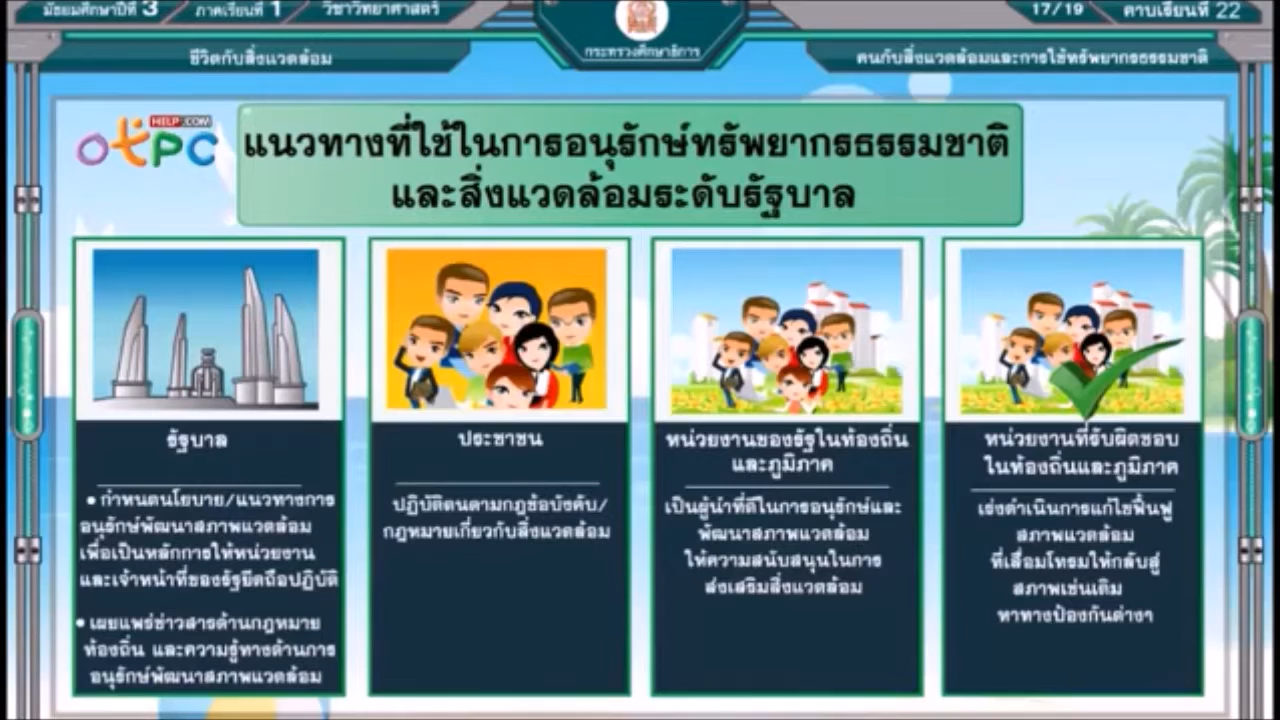 มัธยมศึกษาปีที่ 3 ภาคเรียนที่ 1 วิชาวิทยาศาสตร์ 17/19 คาบเรียนที่ 22
กระทรวงศึกษาธิการ
ชีวิตกับสิ่งแวดล้อม
คนกับสิ่งแวดล้อมและการใช้ทรัพยากรธรรมชาติ
HELP.COM
OTPC
แนวทางที่ใช้ในการอนุรักษ์ทรัพยากรธรรมชาติ
และสิ่งแวดล้อมระดับรัฐบาล
รัฐบาล
• กำหนดนโยบาย/แนวทางการ
อนุรักษ์พัฒนาสภาพแวดล้อม
เพื่อเป็นหลักการให้หน่วยงาน
และเจ้าหน้าที่ของรัฐยึดถือปฏิบัติ
• เผยแพร่ข่าวสารด้านกฎหมาย
ท้องถิ่น และความรู้ทางด้านการ
อนุรักษ์พัฒนาสภาพแวดล้อม
ประชาชน
ปฏิบัติตนตามกฎข้อบังคับ/
กฎหมายเกี่ยวกับสิ่งแวดล้อม
หน่วยงานของรัฐในท้องถิ่น
และภูมิภาค
เป็นผู้นำที่ดีในการอนุรักษ์และ
พัฒนาสภาพแวดล้อม
ให้ความสนับสนุนในการ
ส่งเสริมสิ่งแวดล้อม
หน่วยงานที่รับผิดชอบ
ในท้องถิ่นและภูมิภาค
เร่งดำเนินการแก้ไขฟื้นฟู
สภาพแวดล้อม
ที่เสื่อมโทรมให้กลับสู่
สภาพเช่นเดิม
หาทางป้องกันต่างๆ